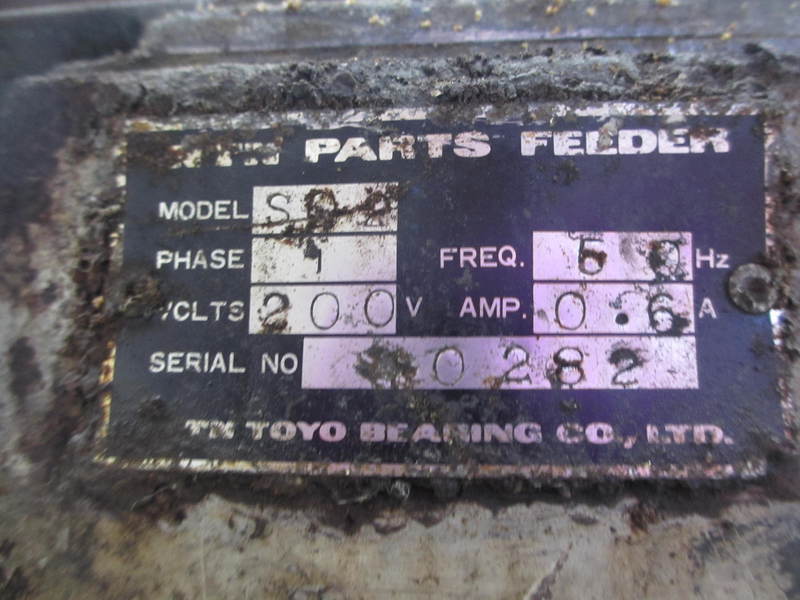 PARTS FEEDER
MODEL
PHASE 1 FREQ. 50 Hz
VOLTS 200 V AMP. 0.6 A
SERIAL NO 0282
TOYO BEARING CO., LTD.